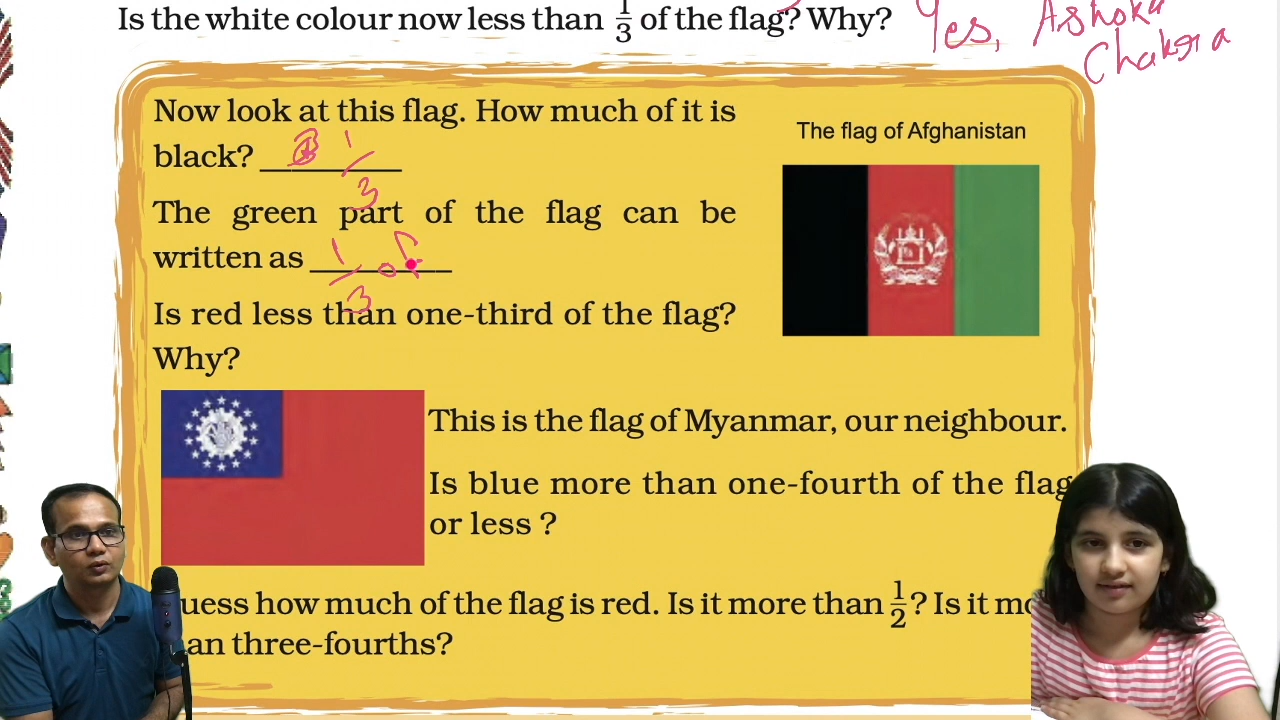 Is the white colour now less than 1/3 of the flag? Why? Yes, Ashoka
Chakra
Now look at this flag. How much of it is
black? 1/3
The flag of Afghanistan
The green part of the flag can be
written as 1/3 of
Is red less than one-third of the flag?
Why?
This is the flag of Myanmar, our neighbour.
Is blue more than one-fourth of the flag
or less ?
uess how much of the flag is red. Is it more than 1/2? Is it mo
an three-fourths?